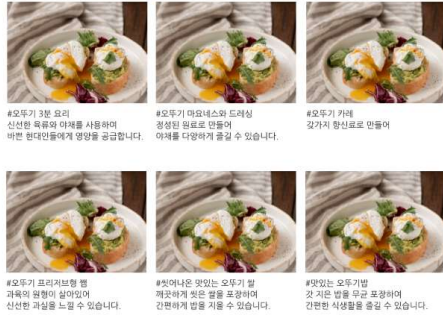 #오뚜기 3분 요리
신선한 육류와 야채를 사용하여
바쁜 현대인들에게 영양을 공급합니다.
#오뚜기 마요네스와 드레싱
정성된 원료로 만들어
야채를 다양하게 즐길 수 있습니다.
#오뚜기 카레
갖가지 향신료로 만들어
#오뚜기 프리저브형 쨈
과육의 원형이 살아있어
신선한 과실을 느낄 수 있습니다.
#씻어나온 맛있는 오뚜기 쌀
깨끗하게 씻은 쌀을 포장하여
간편하게 밥을 지울 수 있습니다.
#맛있는 오뚜기밥
갓 지은 밥을 무균 포장하여
간편한 식생활을 즐길 수 있습니다.